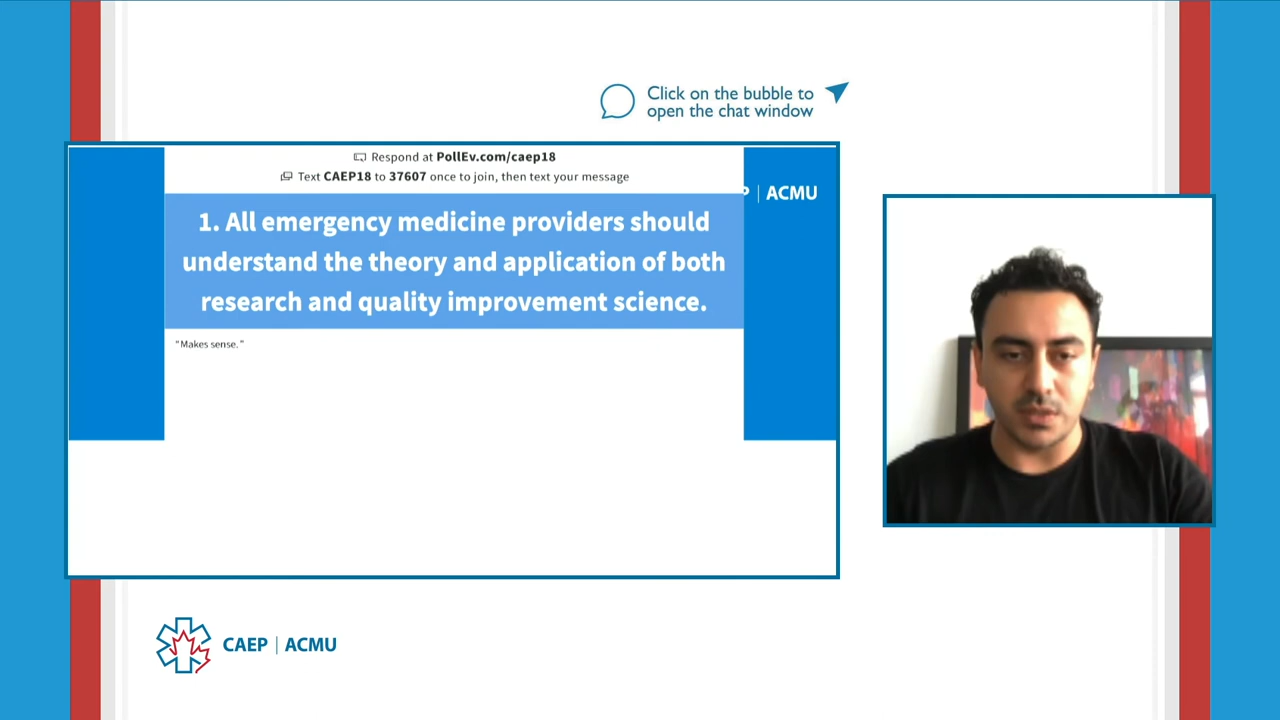 Click on the bubble to
open the chat window
Respond at PollEv.com/caep18
Text CAEP18 to 37607 once to join, then text your message
P | ACMU
1. All emergency medicine providers should
understand the theory and application of both
research and quality improvement science.
"Makes sense."
CAEP | ACMU